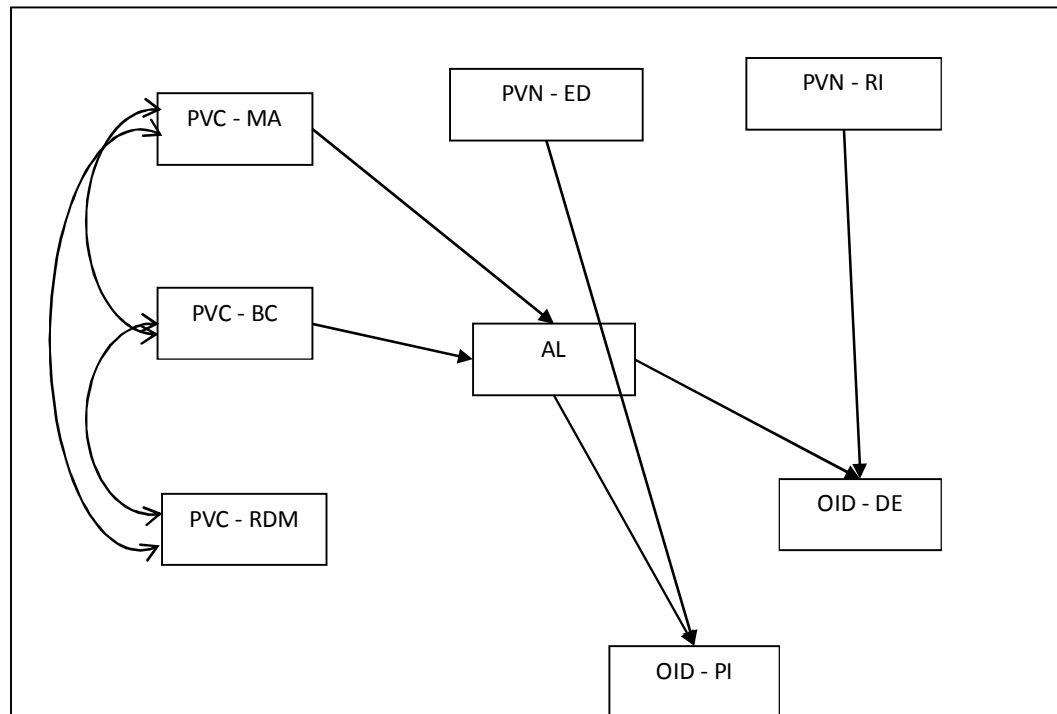 PVN - RI
PVN - ED
PVC - MA
PVC - BC
AL
PVC - RDM
OID - DE
OID - PI